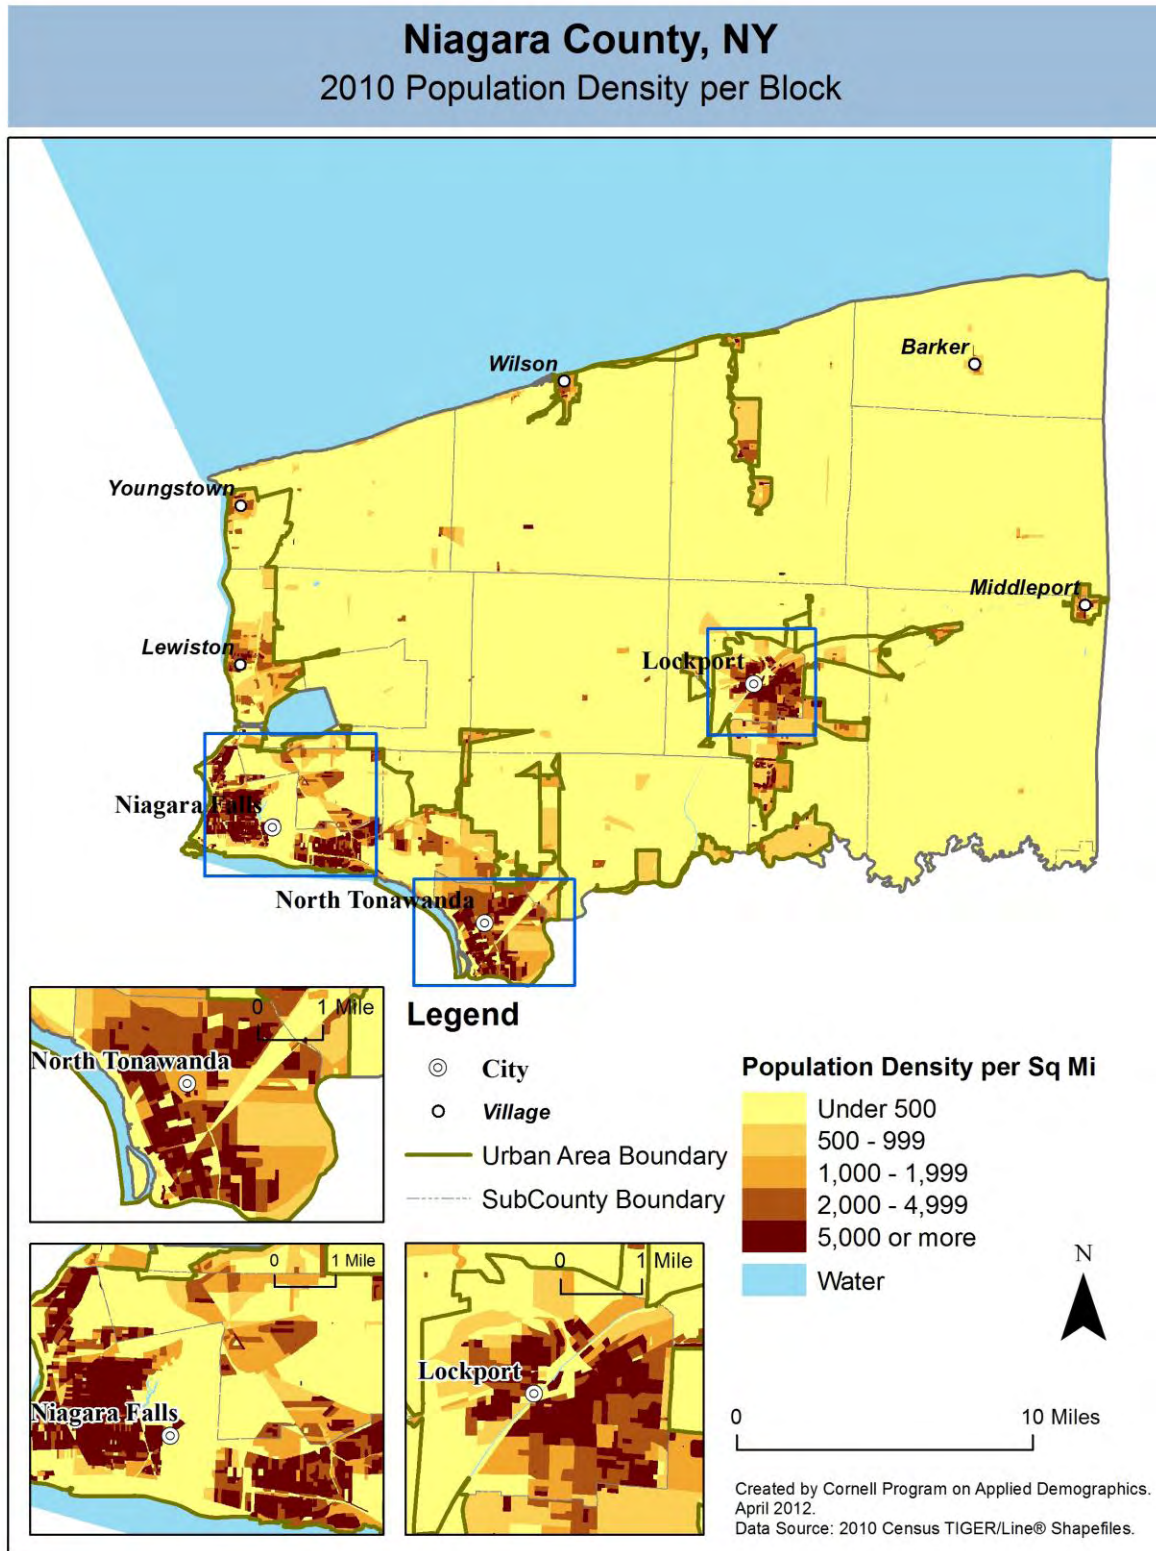 Niagara County, NY
2010 Population Density per Block
Wilson
Barker
Youngstown
Middleport
Lewiston
Lockport
Niagara Falls
North Tonawanda
0 1 Mile
North Tonawanda
0 1 Mile
Niagara Falls
0 1 Mile
Lockport
Legend
City
Village
Urban Area Boundary
SubCounty Boundary
Population Density per Sq Mi
Under 500
500 - 999
1,000 - 1,999
2,000 - 4,999
5,000 or more
Water
N
0 10 Miles
Created by Cornell Program on Applied Demographics.
April 2012.
Data Source: 2010 Census TIGER/Line® Shapefiles.